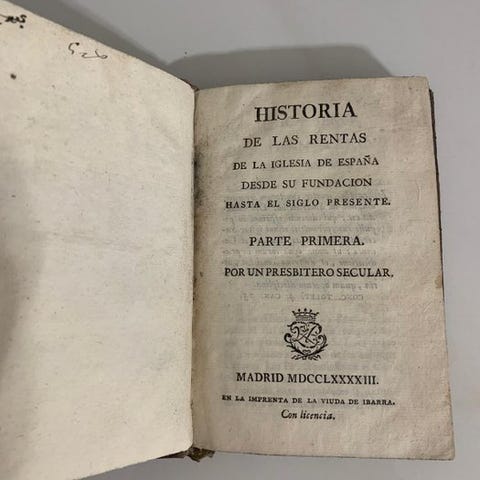 HISTORIA
DE LAS RENTAS
DE LA IGLESIA DE ESPAÑA
DESDE SU FUNDACION
HASTA EL SIGLO PRESENTE.
PARTE PRIMERA.
POR UN PRESBITERO SECULAR.
MADRID MDCCLXXXXIII.
EN LA IMPRENTA DE LA VIUDA DE IBARRA.
Con licencia.